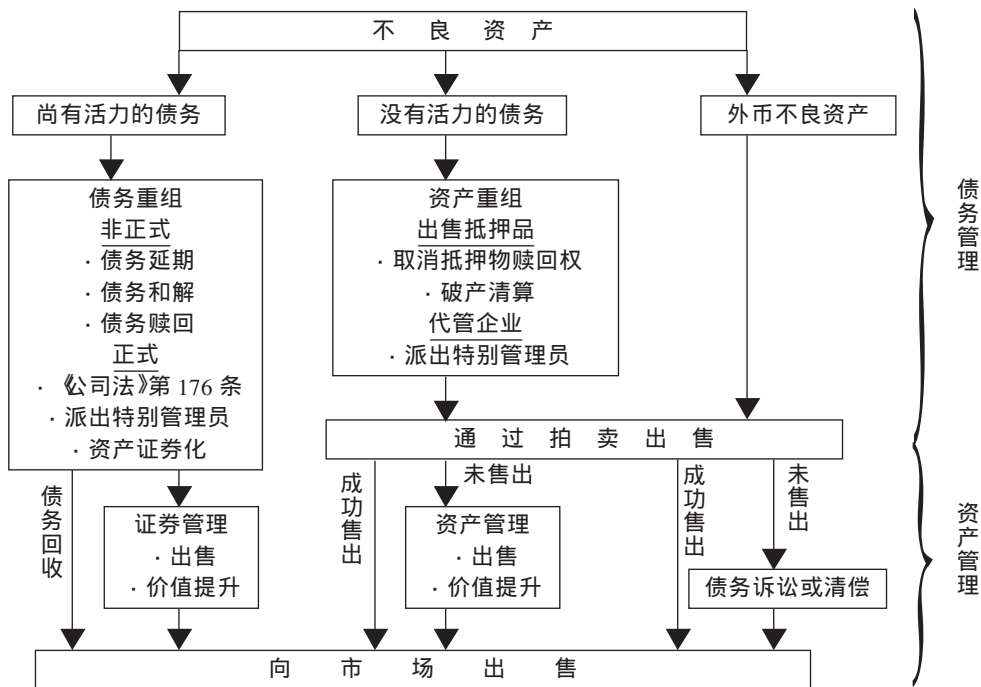 不良资产
尚有活力的债务
没有活力的债务
外币不良资产
债务重组
非正式
·债务延期
·债务和解
·债务赎回
正式
·《公司法》第 176 条
·派出特别管理员
·资产证券化
资产重组
出售抵押品
·取消抵押物赎回权
·破产清算
代管企业
·派出特别管理员
债务管理
通过拍卖出售
债务回收
成功售出
未售出
成功售出
未售出
证券管理
·出售
·价值提升
资产管理
·出售
·价值提升
债务诉讼或清偿
资产管理
向市场出售